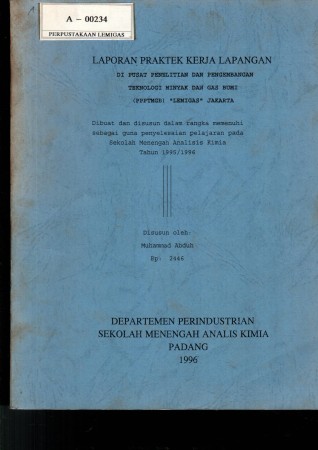 A - 00234
PERPUSTAKAAN LEMIGAS
LAPORAN PRAKTEK KERJA LAPANGAN
DI PUSAT PENELITIAN DAN PENGEMBANGAN
TEKNOLOGI MINYAK DAN GAS BUMI
(PPPTMGB) "LEMIGAS" JAKARTA
Dibuat dan disusun dalam rangka memenuhi
sebagai guna penyelesaian pelajaran pada
Sekolah Menengan Analisis Kimia
Tahun 1995/1996
Disusun oleh:
Muhammad Abduh
Bp: 2446
DEPARTEMEN PERINDUSTRIAN
SEKOLAH MENENGAH ANALIS KIMIA
PADANG
1996